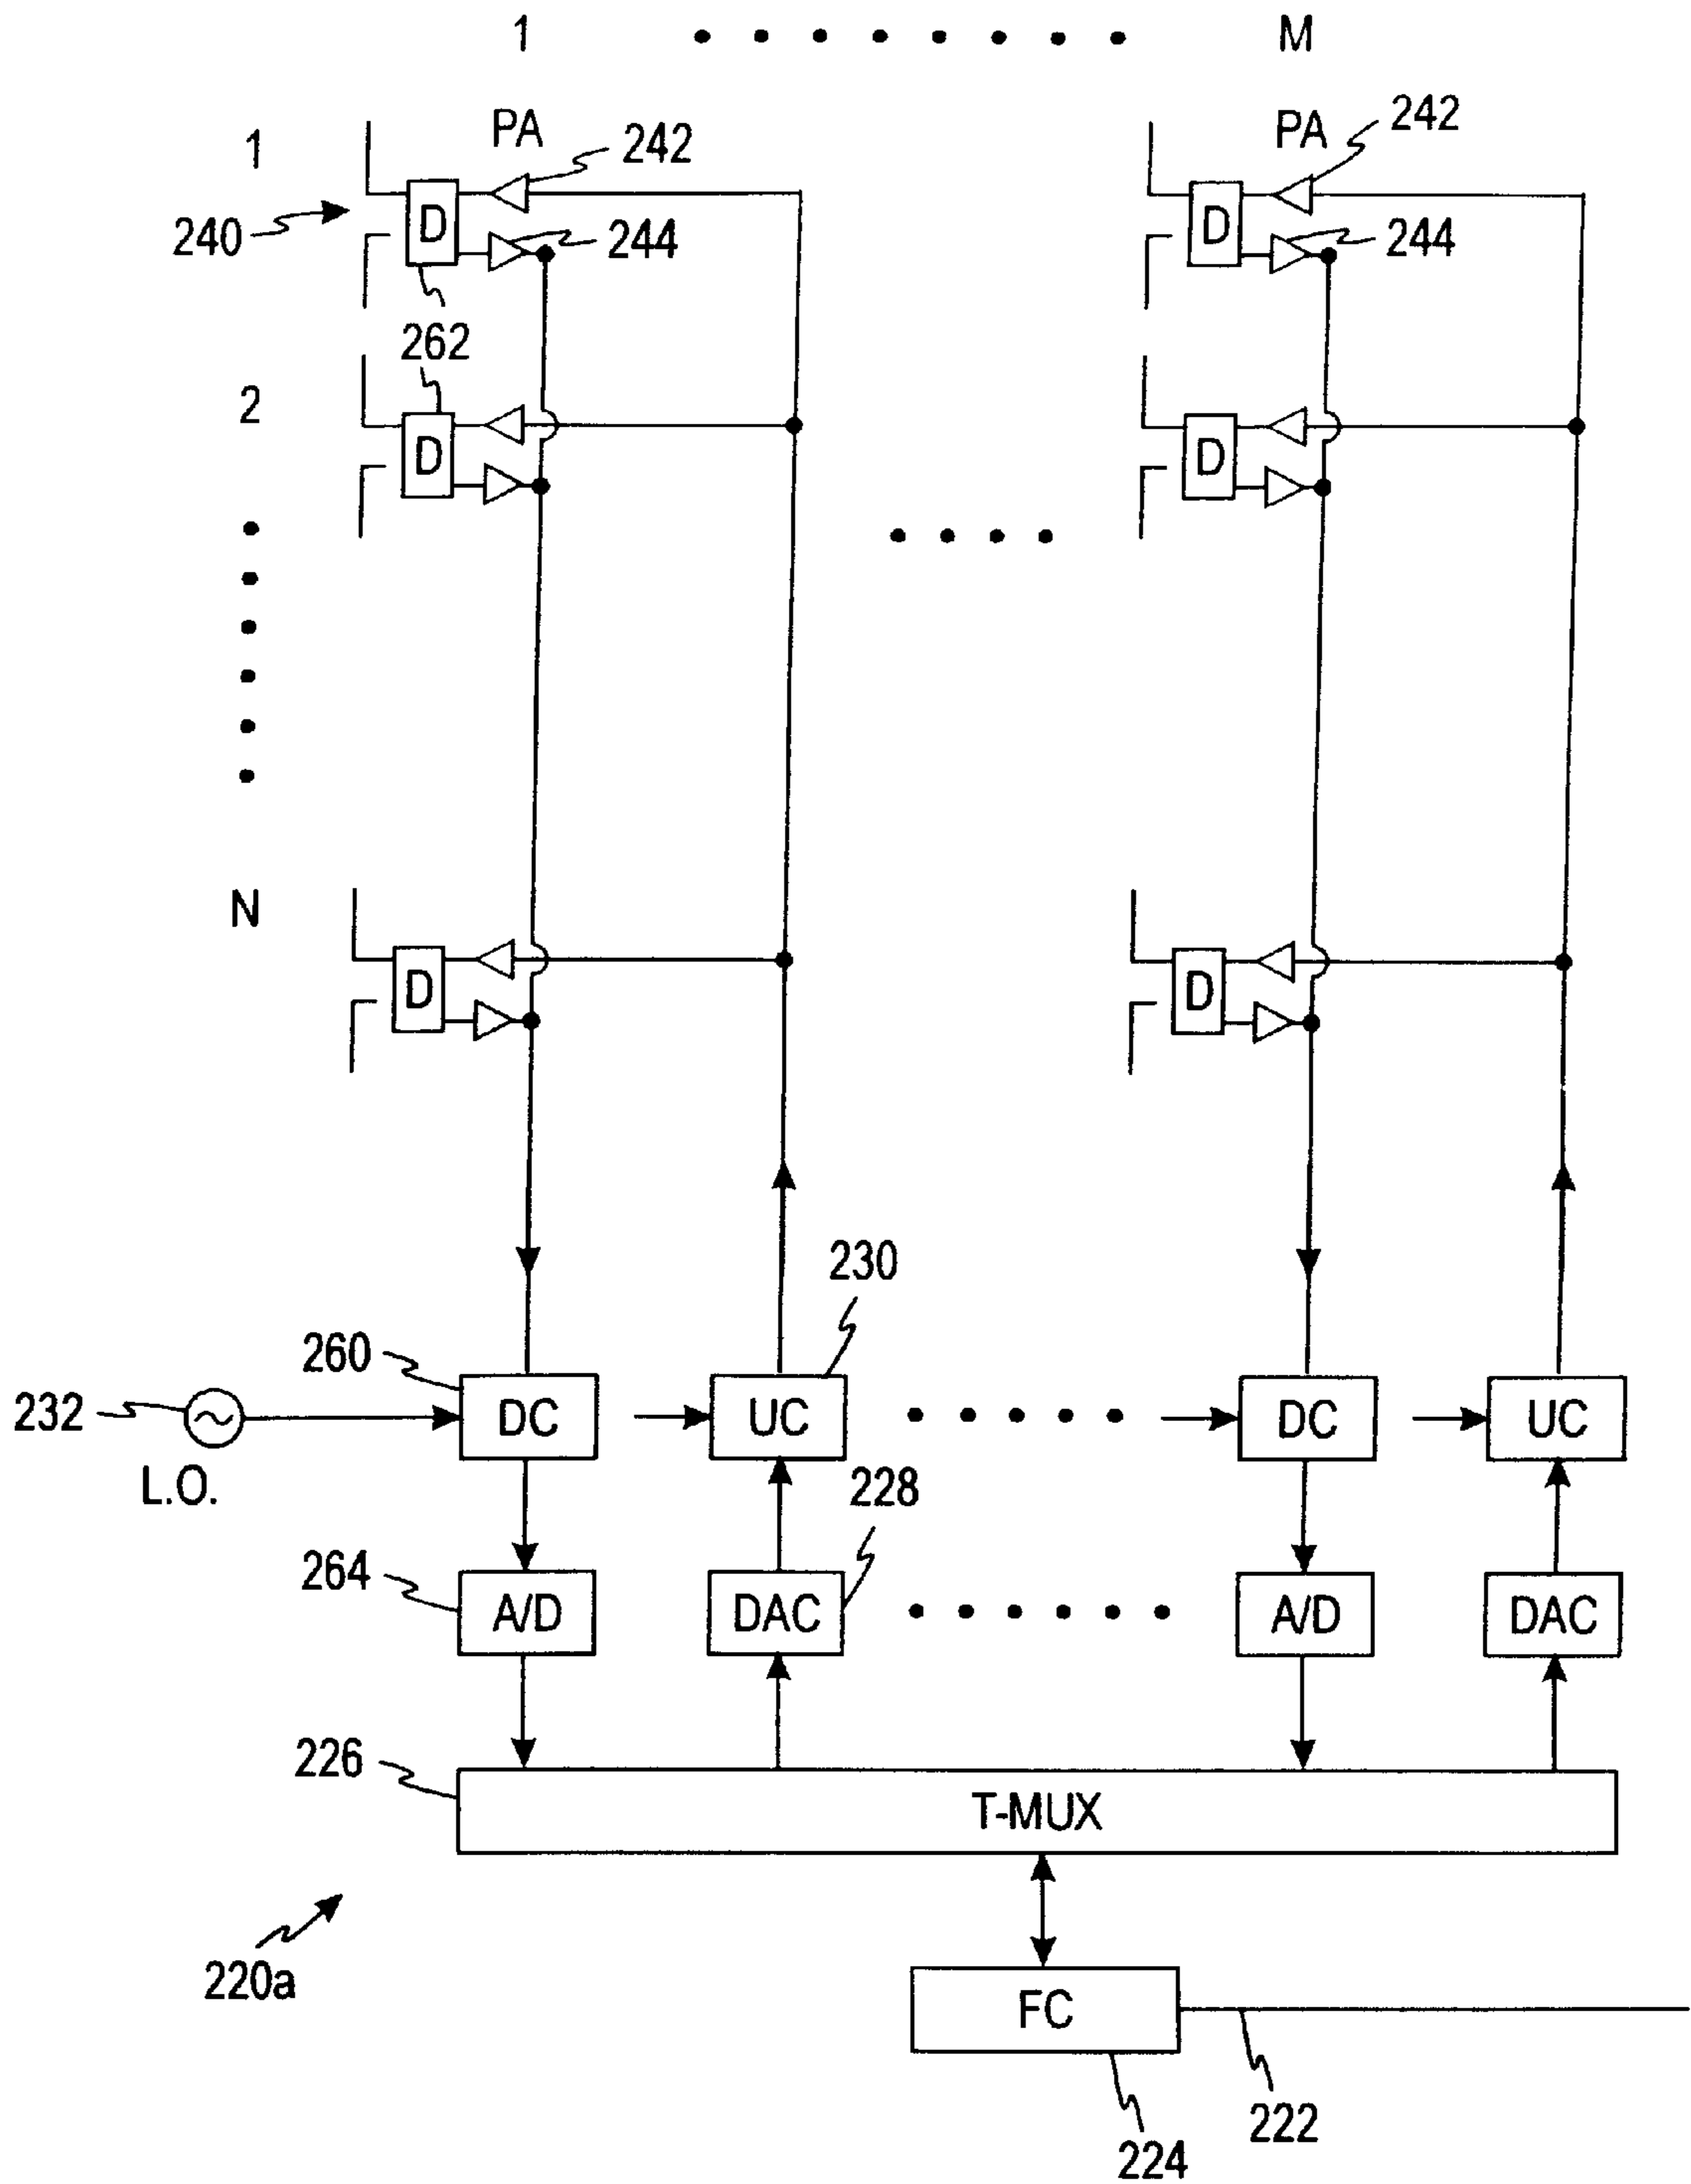 1 M
PA 242 PA 242
1
240 D 244 D 244
262
2
D D
N
D D
230
260
232 DC UC DC UC
L.O. 228
264
A/D DAC A/D DAC
226
T-MUX
220a
FC
222
224